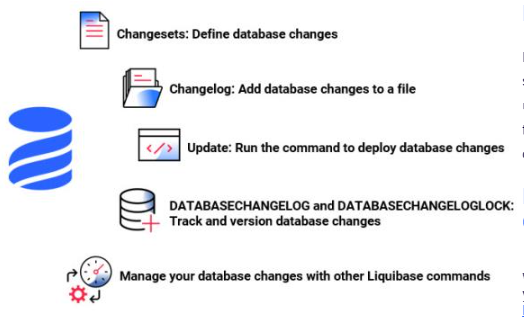 Changesets: Define database changes
Changelog: Add database changes to a file
Update: Run the command to deploy database changes
DATABASECHANGELOG and DATABASECHANGELOGLOCK:
Track and version database changes
Manage your database changes with other Liquibase commands